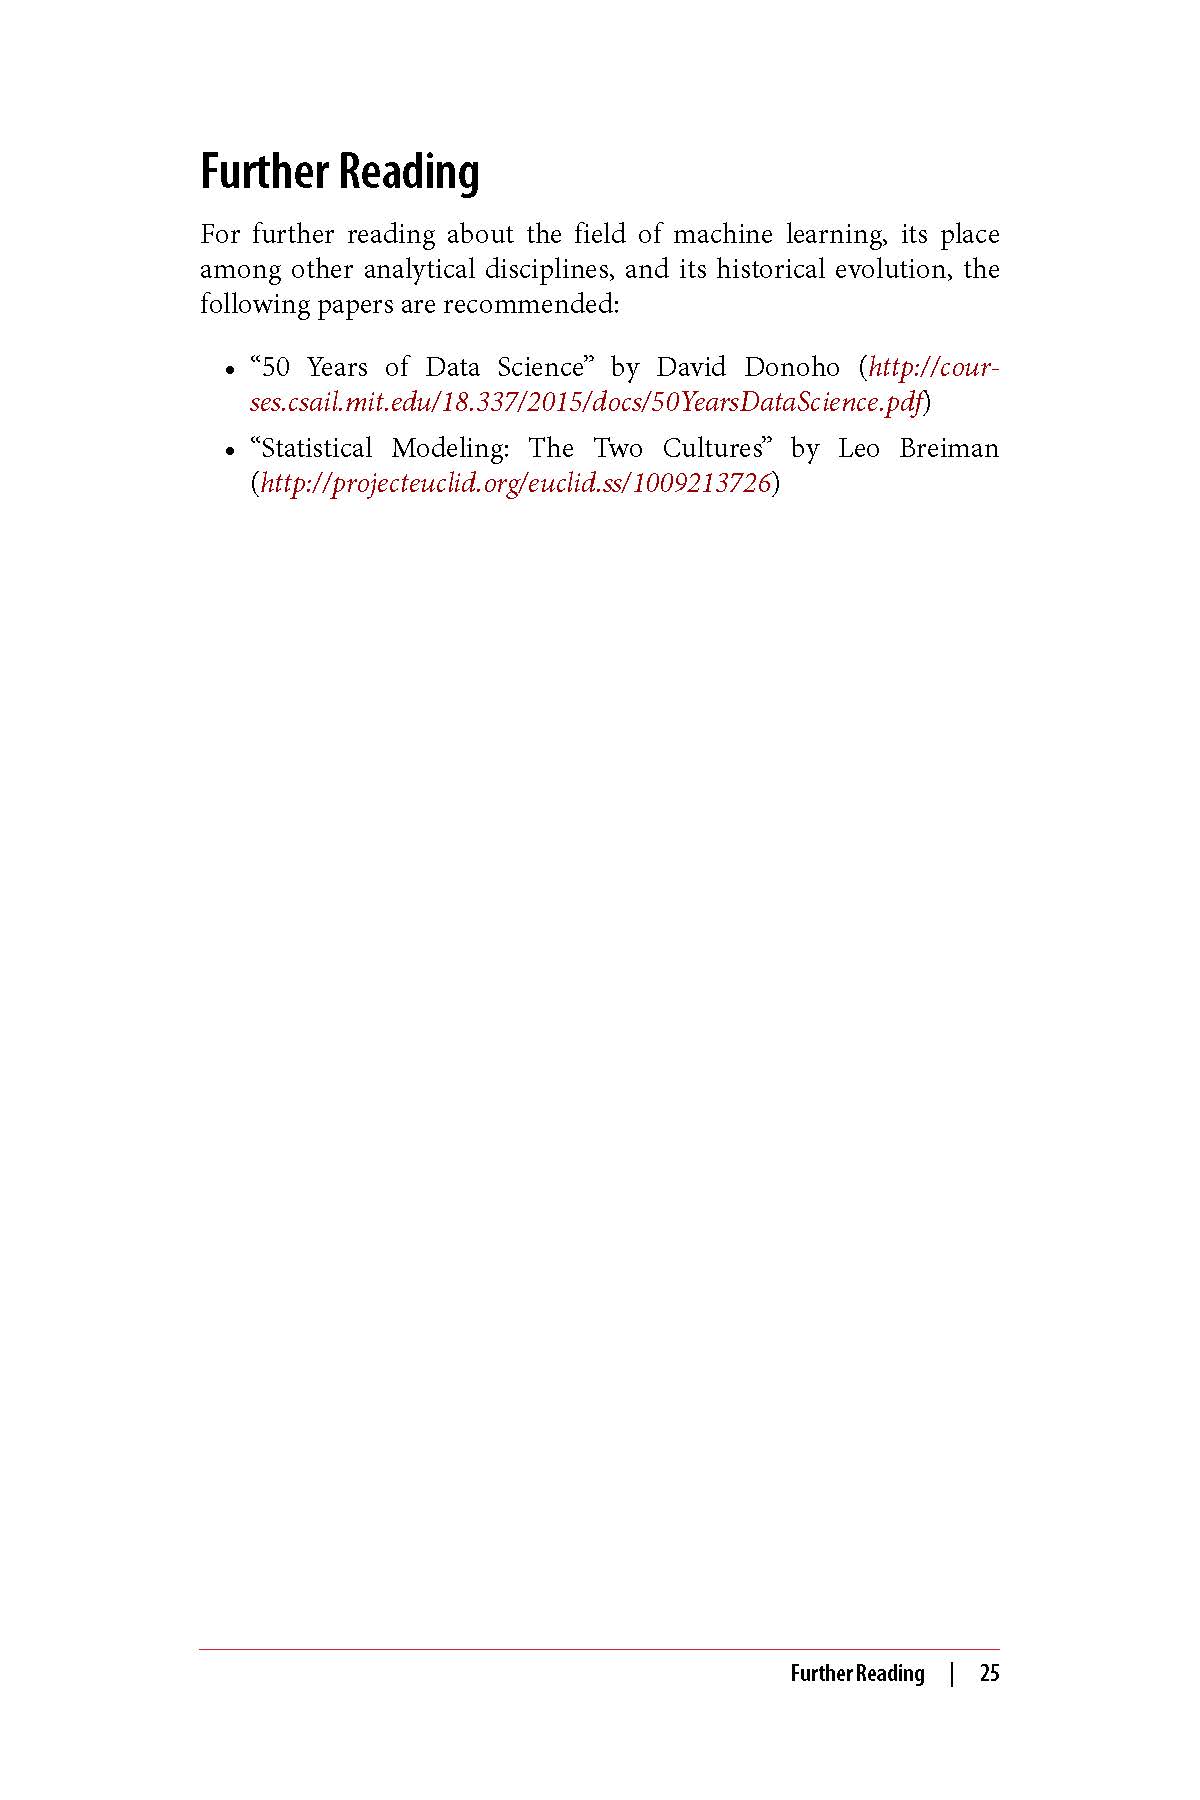 Further Reading
For further reading about the field of machine learning, its place
among other analytical disciplines, and its historical evolution, the
following papers are recommended:
• “50 Years of Data Science” by David Donoho (http://cour-
ses.csail.mit.edu/18.337/2015/docs/50YearsDataScience.pdf)
• “Statistical Modeling: The Two Cultures” by Leo Breiman
(http://projecteuclid.org/euclid.ss/1009213726)
Further Reading | 25